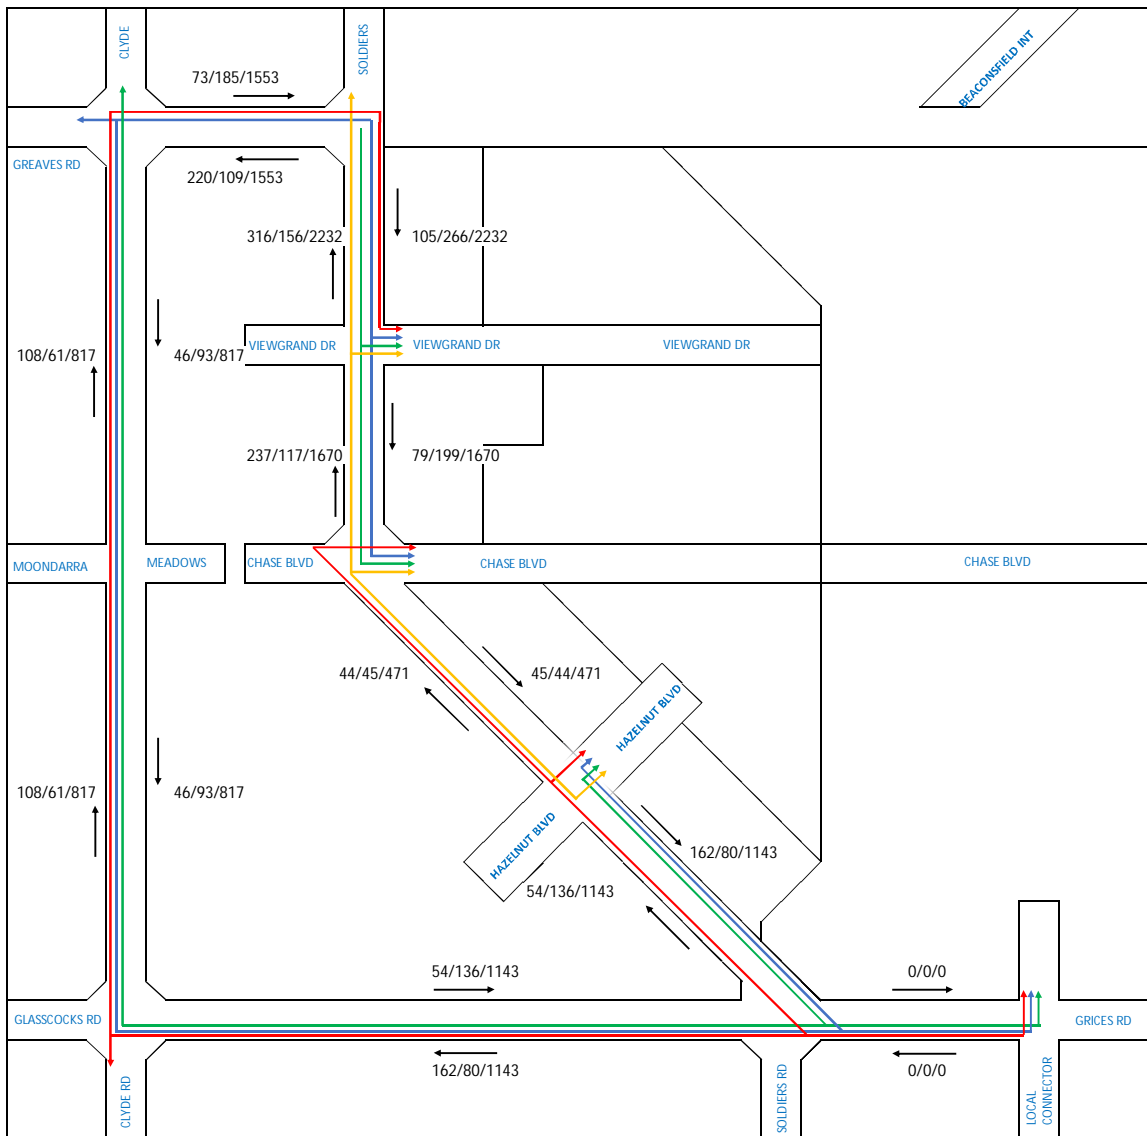 CLYDE
SOLDIERS
BEACONSFIELD INT
73/185/1553
GREAVES RD
220/109/1553
316/156/2232
105/266/2232
VIEWGRAND DR
VIEWGRAND DR
VIEWGRAND DR
108/61/817
46/93/817
237/117/1670
79/199/1670
MOONDARRA
MEADOWS
CHASE BLVD
CHASE BLVD
CHASE BLVD
44/45/471
45/44/471
HAZELNUT BLVD
108/61/817
46/93/817
HAZELNUT BLVD
162/80/1143
54/136/1143
54/136/1143
0/0/0
GLASSCOCKS RD
GRICES RD
162/80/1143
0/0/0
CLYDE RD
SOLDIERS RD
LOCAL
CONNECTOR